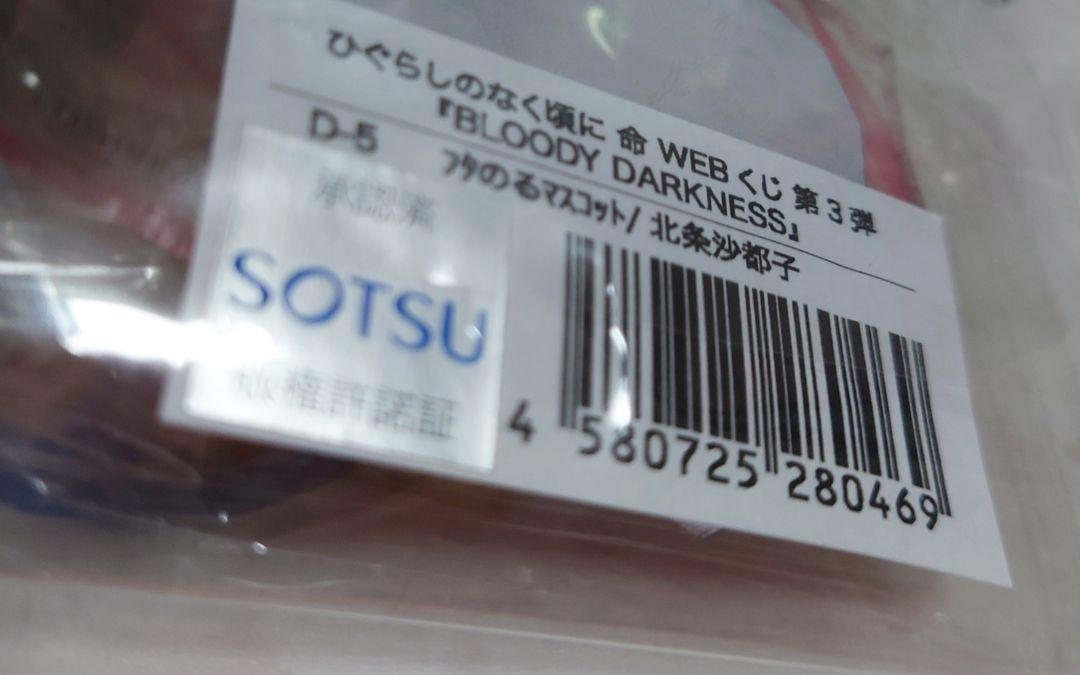 ひぐらしのなく頃に 命 WEBくじ 第3弾
『BLOODY DARKNESS』
D-5 ﾌﾀのるﾏｽｺｯﾄ/ 北条沙都子
承認済
SOTSU
版権許諾証
4 580725 280469